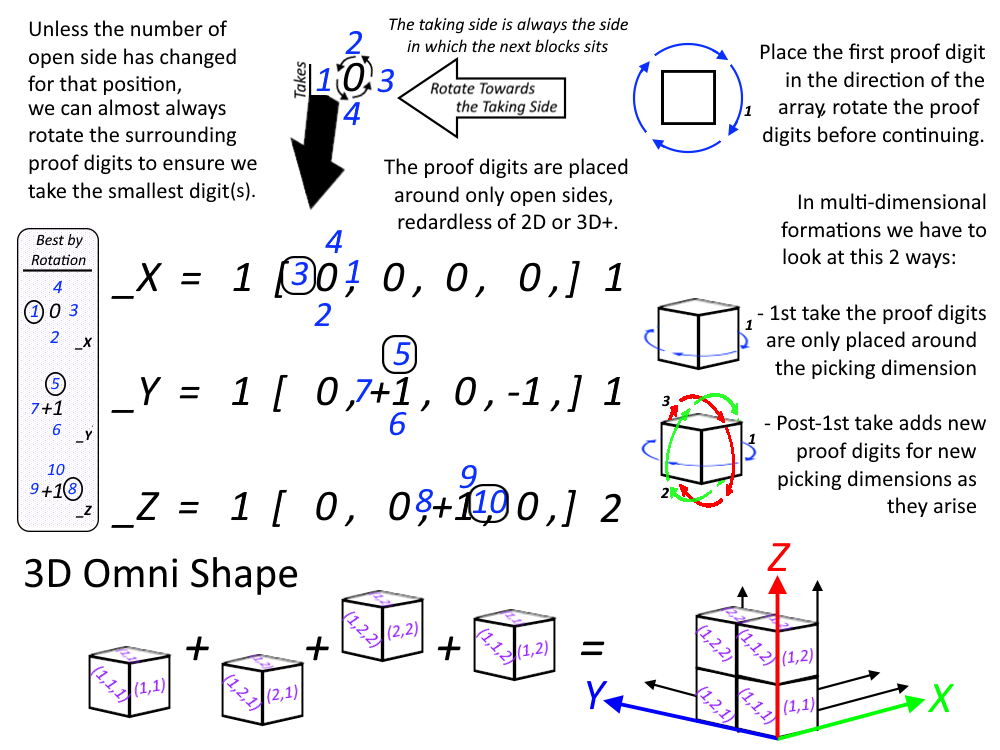 Unless the number of
open side has changed
for that position,
we can almost always
rotate the surrounding
proof digits to ensure we
take the smallest digit(s).
The taking side is always the side
in which the next blocks sits
Takes
2
1 0 3
4
Rotate Towards
the Taking Side
The proof digits are placed
around only open sides,
redardless of 2D or 3D+.
1
Place the first proof digit
in the direction of the
array, rotate the proof
digits before continuing.
In multi-dimensional
formations we have to
look at this 2 ways:
1
- 1st take the proof digits
are only placed around
the picking dimension
3
1
2
- Post-1st take adds new
proof digits for new
picking dimensions as
they arise
Best by
Rotation
4
1 0 3
2
_X
5
7 +1
6
_Y
10
9 +1 8
_Z
4
_X = 1 [ 3 0, 1 0, 0, 0,] 1
2
5
_Y = 1 [ 0, 7 +1, 0, -1,] 1
6
9
_Z = 1 [ 0, 0, 8 +1, 10 0,] 2
3D Omni Shape
(1,1)
(1,1,1) (1,1)
+
(1,2)
(1,2,1) (2,1)
+
(1,2,2) (2,2)
+
(1,1)
(1,1,2) (1,2)
=
Z
(1,2,2) (1,1,2) (1,2)
(1,2,1) (1,1,1) (1,1)
Y
X